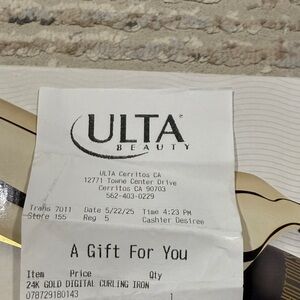 ULTA
BEAUTY
ULTA Cerritos CA
12771 Towne Center Drive
Cerritos CA 90703
562-403-0229
Trans 7011 Date 5/22/25 Time 4:23 PM
Store 155 Reg 5 Cashier Desiree
A Gift For You
Item Price Qty
24K GOLD DIGITAL CURLING IRON
078729180143 1